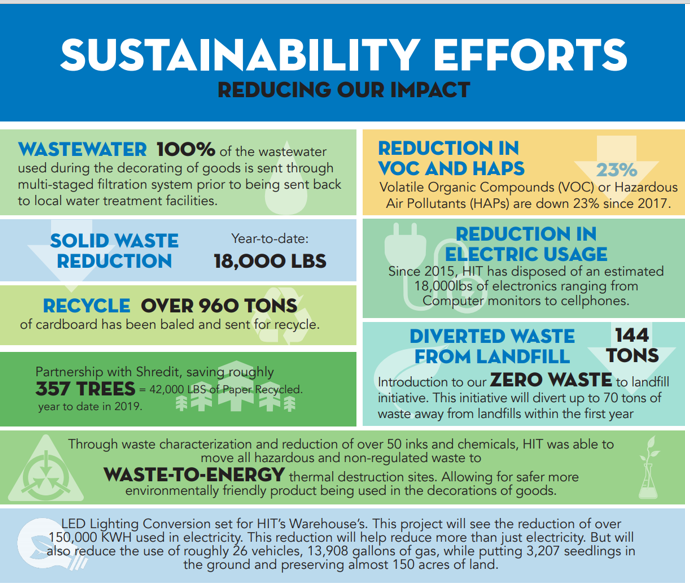 SUSTAINABILITY EFFORTS
REDUCING OUR IMPACT
WASTEWATER 100% of the wastewater
used during the decorating of goods is sent through
multi-staged filtration system prior to being sent back
to local water treatment facilities.
REDUCTION IN
VOC AND HAPS 23%
Volatile Organic Compounds (VOC) or Hazardous
Air Pollutants (HAPs) are down 23% since 2017.
SOLID WASTE
REDUCTION
Year-to-date:
18,000 LBS
REDUCTION IN
ELECTRIC USAGE
Since 2015, HIT has disposed of an estimated
18,000lbs of electronics ranging from
Computer monitors to cellphones.
RECYCLE OVER 960 TONS
of cardboard has been baled and sent for recycle.
DIVERTED WASTE
FROM LANDFILL
144
TONS
Introduction to our ZERO WASTE to landfill
initiative. This initiative will divert up to 70 tons of
waste away from landfills within the first year
Partnership with Shredit, saving roughly
357 TREES = 42,000 LBS of Paper Recycled.
year to date in 2019.
Through waste characterization and reduction of over 50 inks and chemicals, HIT was able to
move all hazardous and non-regulated waste to
WASTE-TO-ENERGY thermal destruction sites. Allowing for safer more
environmentally friendly product being used in the decorations of goods.
LED Lighting Conversion set for HIT's Warehouse's. This project will see the reduction of over
150,000 KWH used in electricity. This reduction will help reduce more than just electricity. But will
also reduce the use of roughly 26 vehicles, 13,908 gallons of gas, while putting 3,207 seedlings in
the ground and preserving almost 150 acres of land.